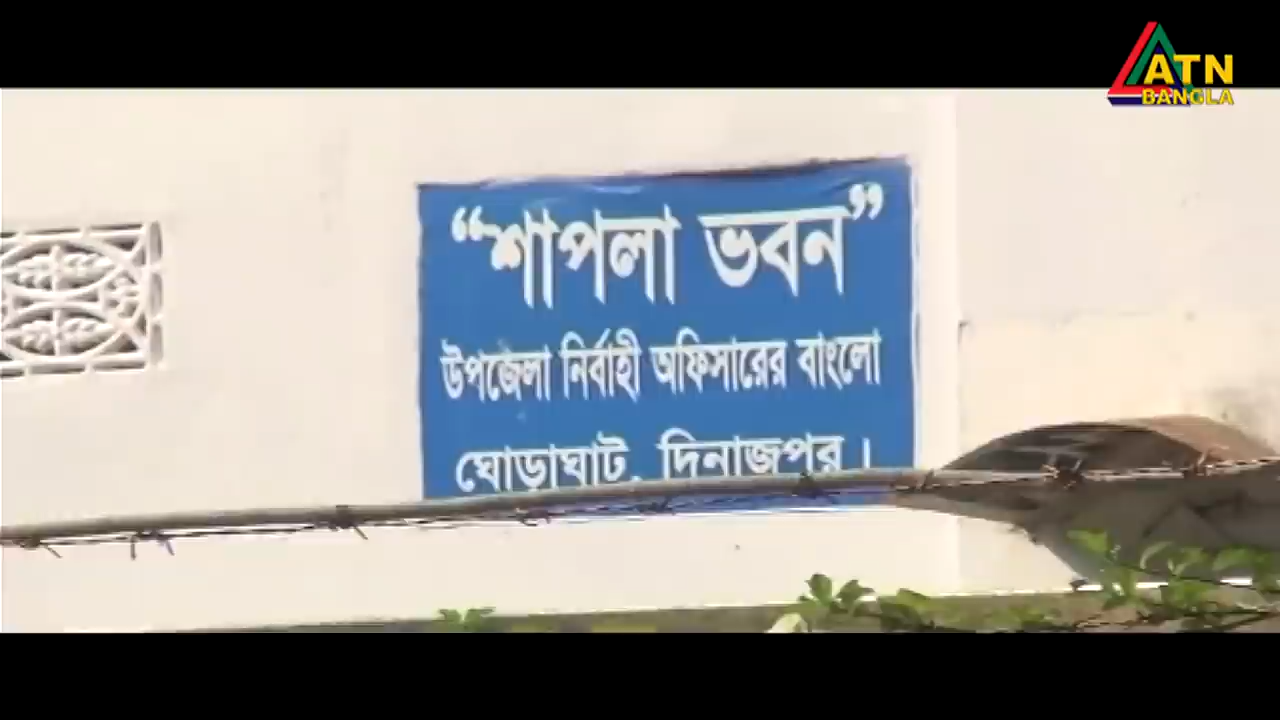 ATN
BANGLA
“শাপলা ভবন”
উপজেলা নির্বাহী অফিসারের বাংলো
ঘোড়াঘাট, দিনাজপুর।